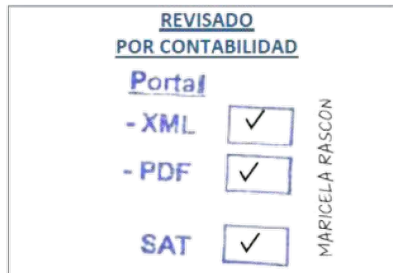 REVISADO
POR CONTABILIDAD
Portal
- XML ✓
- PDF ✓
SAT ✓
MARICELA RASCON